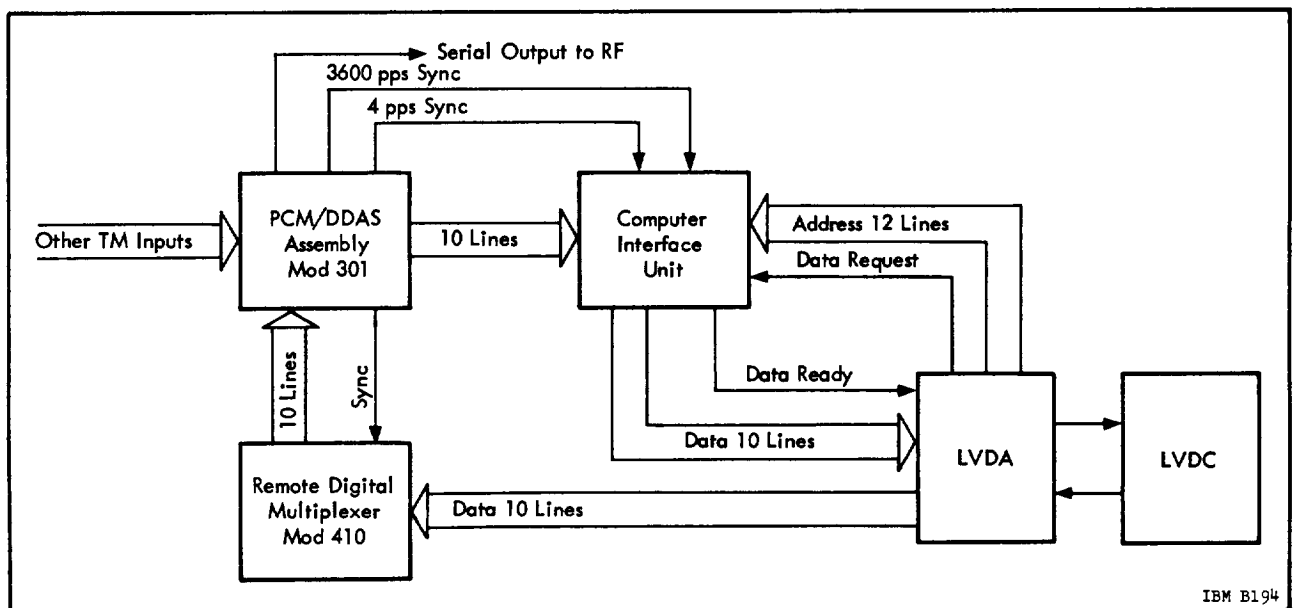 Serial Output to RF
3600 pps Sync
4 pps Sync
Other TM Inputs
PCM/DDAS
Assembly
Mod 301
10 Lines
Computer
Interface
Unit
Address 12 Lines
Data Request
10 Lines
Sync
Data Ready
Data 10 Lines
LVDA
LVDC
Remote Digital
Multiplexer
Mod 410
Data 10 Lines
IBM B194